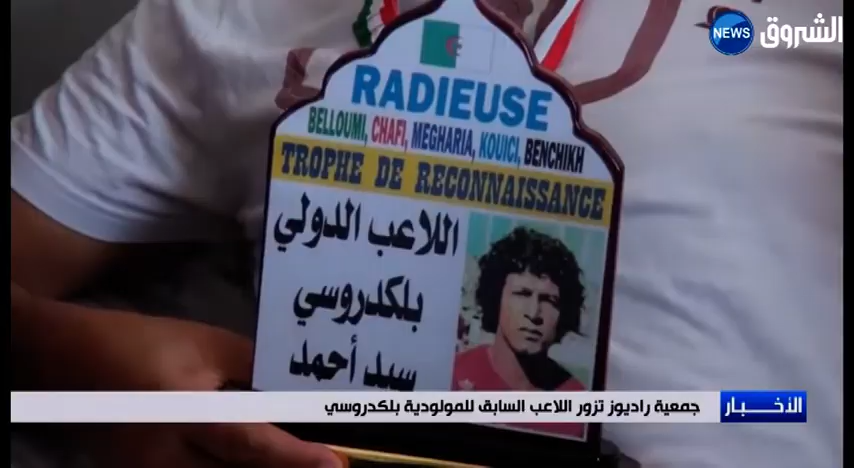 NEWS الشروق
RADIEUSE
BELLOUMI, CHAFI, MEGHARIA, KOUICI, BENCHIKH
TROPHE DE RECONNAISSANCE
اللاعب الدولي
بلكدروسي
سيد أحمد
الأخبار
جمعية راديوز تزور اللاعب السابق للمولودية بلكدروسي